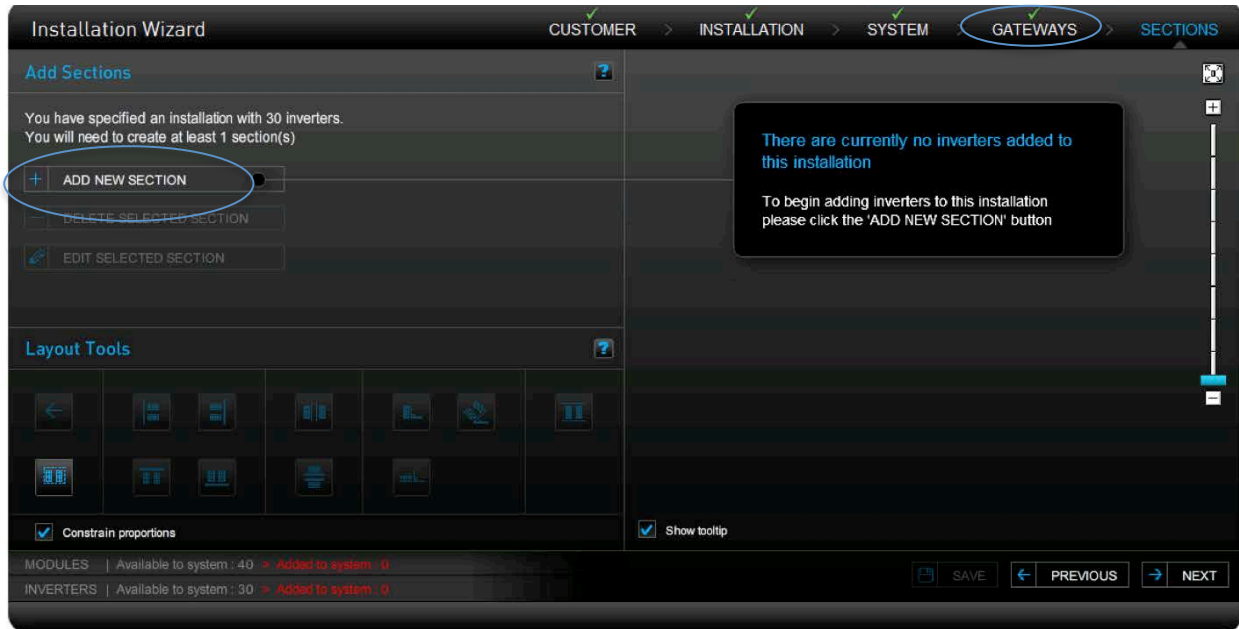 Installation Wizard
CUSTOMER > INSTALLATION > SYSTEM > GATEWAYS > SECTIONS
Add Sections ?
You have specified an installation with 30 inverters.
You will need to create at least 1 section(s)
+ ADD NEW SECTION
DELETE SELECTED SECTION
EDIT SELECTED SECTION
There are currently no inverters added to
this installation
To begin adding inverters to this installation
please click the 'ADD NEW SECTION' button
Layout Tools ?
Constrain proportions
Show tooltip
MODULES | Available to system : 40 > Added to system : 0
INVERTERS | Available to system : 30 > Added to system : 0
SAVE
PREVIOUS
NEXT